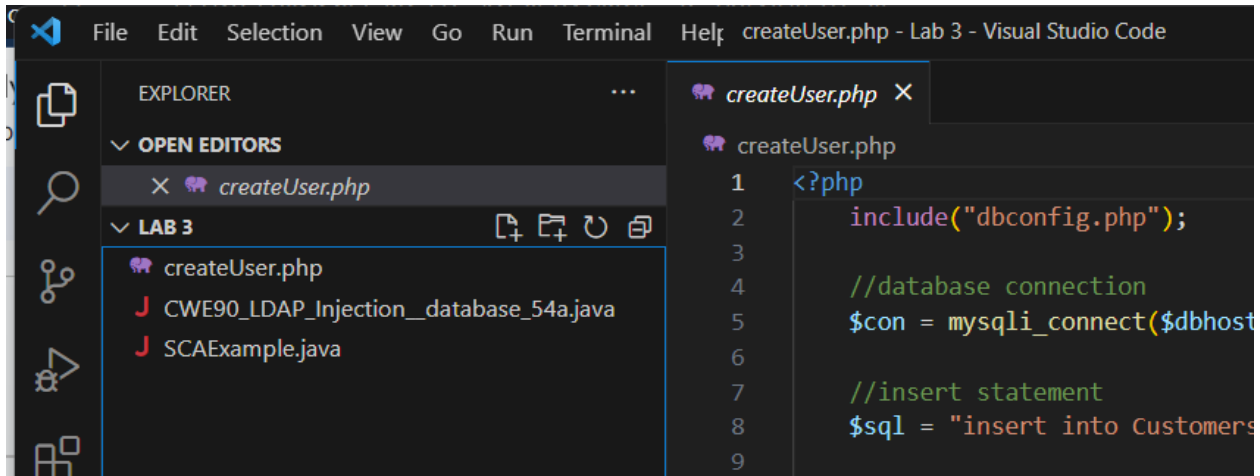 File Edit Selection View Go Run Terminal Help createUser.php - Lab 3 - Visual Studio Code
EXPLORER
OPEN EDITORS
createUser.php
LAB 3
createUser.php
CWE90_LDAP_Injection__database_54a.java
SCAExample.java
createUser.php
createUser.php
1 <?php
2 include("dbconfig.php");
3
4 //database connection
5 $con = mysqli_connect($dbhost
6
7 //insert statement
8 $sql = "insert into Customers
9